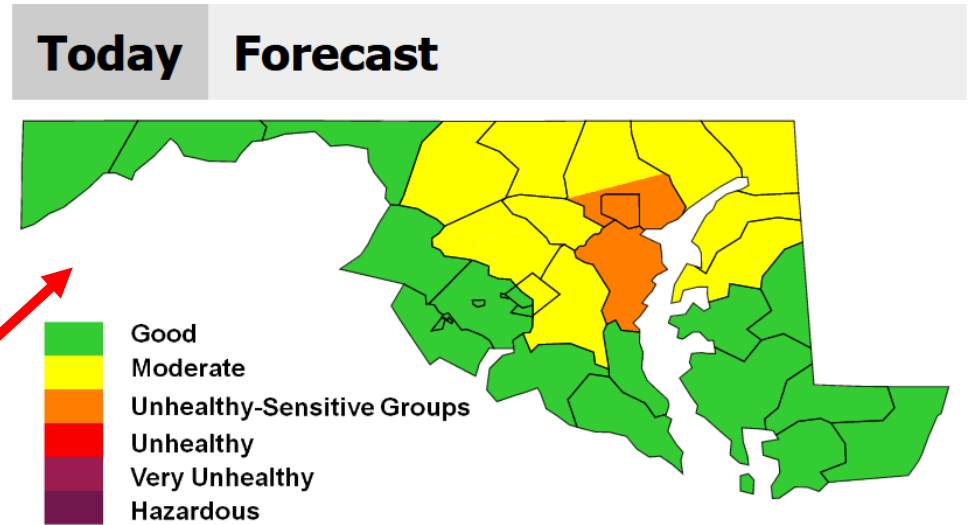 Today Forecast
Good
Moderate
Unhealthy-Sensitive Groups
Unhealthy
Very Unhealthy
Hazardous